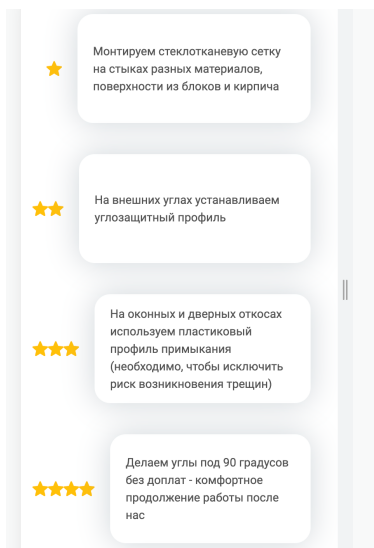 Монтируем стеклотканевую сетку
на стыках разных материалов,
поверхности из блоков и кирпича
На внешних углах устанавливаем
углозащитный профиль
На оконных и дверных откосах
используем пластиковый
профиль примыкания
(необходимо, чтобы исключить
риск возникновения трещин)
Делаем углы под 90 градусов
без доплат - комфортное
продолжение работы после
нас